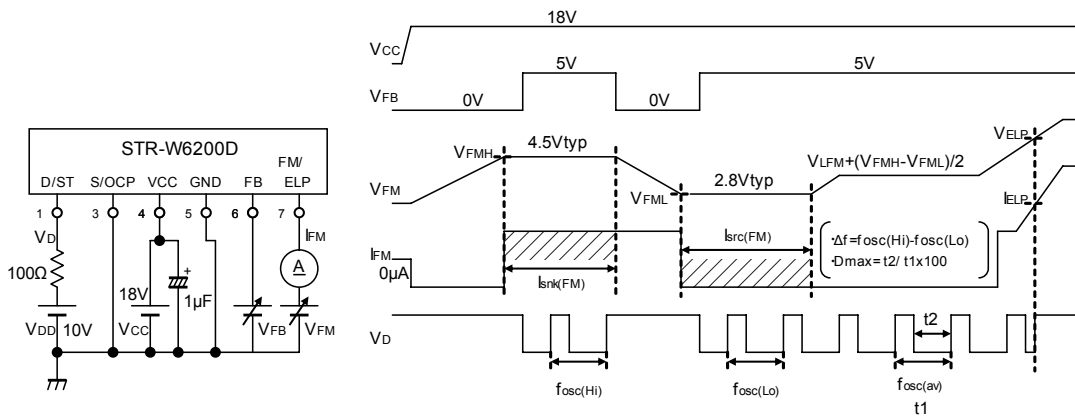 STR-W6200D
FM/
D/ST S/OCP VCC GND FB ELP
1 3 4 5 6 7
VD
IFM
100Ω
A
+
18V
1µF
VDD 10V
VCC
VFB
VFM
VCC
18V
VFB
0V 5V 0V 5V
VFM
VFMH
4.5Vtyp
VFML
2.8Vtyp
VLFM+(VFMH-VFML)/2
VELP
IELP
IFM
0µA
Isnk(FM)
Isrc(FM)
·Δf=fosc(Hi)-fosc(Lo)
·Dmax=t2/ t1x100
VD
t2
fosc(Hi)
fosc(Lo)
fosc(av)
t1